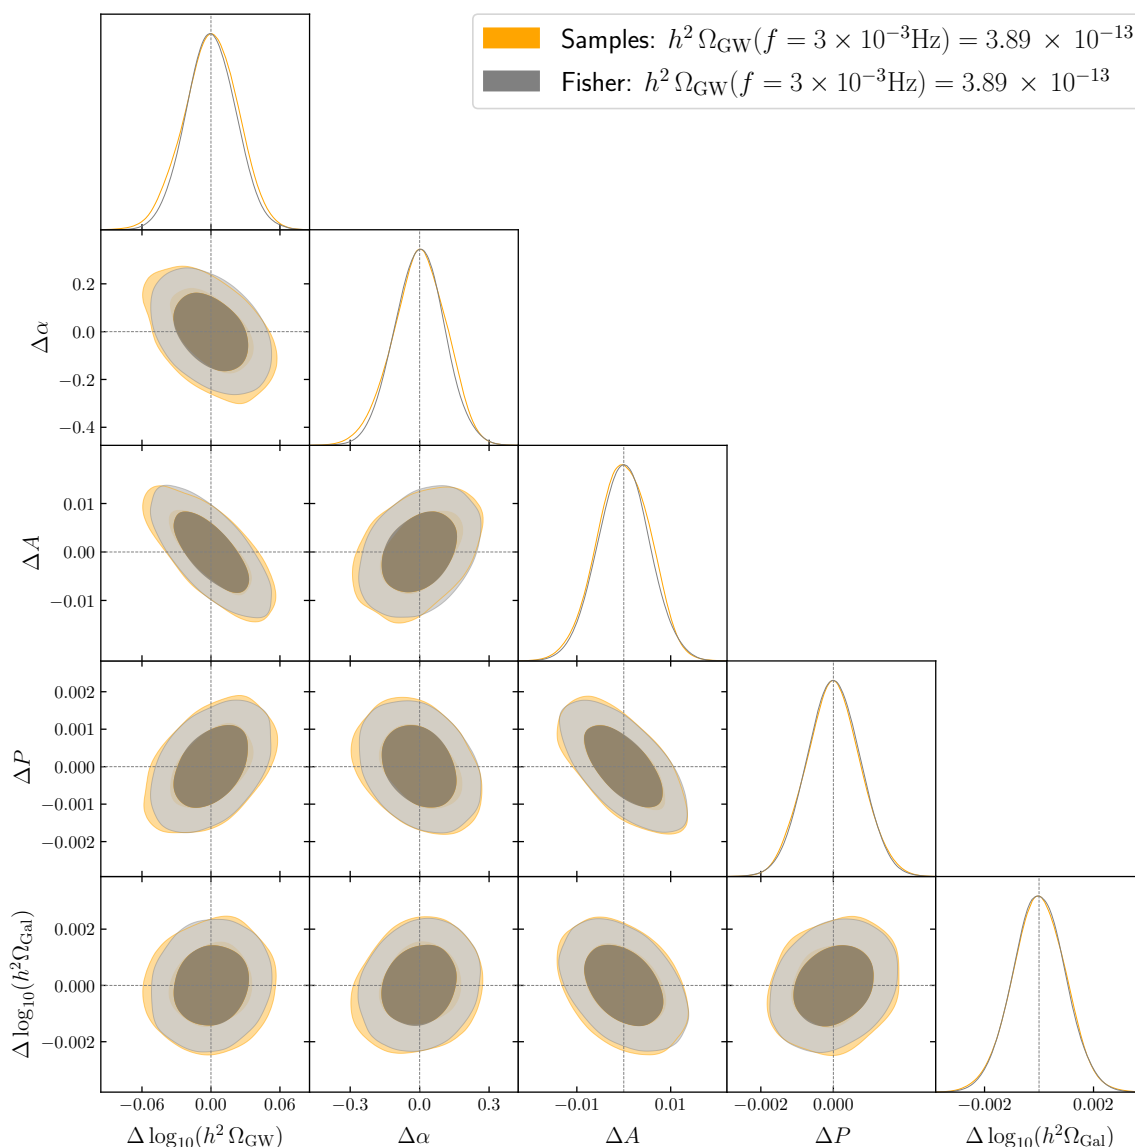 Samples: h² Ω_GW(f = 3 × 10⁻³Hz) = 3.89 × 10⁻¹³
Fisher: h² Ω_GW(f = 3 × 10⁻³Hz) = 3.89 × 10⁻¹³
0.2
0.0
−0.2
−0.4
Δα
0.01
0.00
−0.01
ΔA
0.002
0.001
0.000
−0.001
−0.002
ΔP
0.002
0.000
−0.002
Δ log₁₀(h²Ω_Gal)
−0.06 0.00 0.06 −0.3 0.0 0.3 −0.01 0.01 −0.002 0.000 −0.002 0.002
Δ log₁₀(h² Ω_GW) Δα ΔA ΔP Δ log₁₀(h²Ω_Gal)